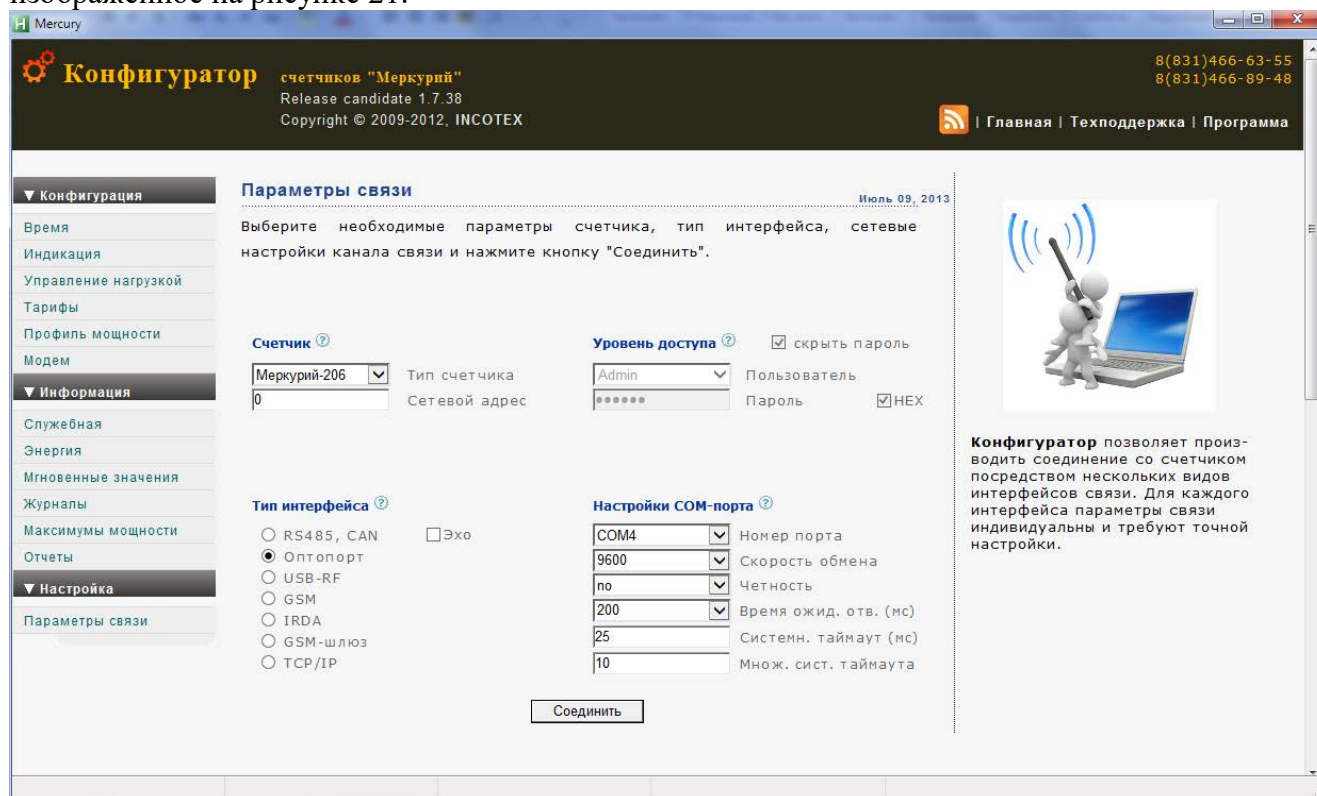 изображенное на рисунке 21.
Mercury
Конфигуратор
счетчиков "Меркурий"
Release candidate 1.7.38
Copyright © 2009-2012, INCOTEX
8(831)466-63-55
8(831)466-89-48
| Главная | Техподдержка | Программа
▼ Конфигурация
Время
Индикация
Управление нагрузкой
Тарифы
Профиль мощности
Модем
▼ Информация
Служебная
Энергия
Мгновенные значения
Журналы
Максимумы мощности
Отчеты
▼ Настройка
Параметры связи
Параметры связи
Июль 09, 2013
Выберите необходимые параметры счетчика, тип интерфейса, сетевые
настройки канала связи и нажмите кнопку "Соединить".
Счетчик ?
Меркурий-206 Тип счетчика
0 Сетевой адрес
Уровень доступа ? скрыть пароль
Admin Пользователь
Пароль HEX
Тип интерфейса ?
RS485, CAN Эхо
Оптопорт
USB-RF
GSM
IRDA
GSM-шлюз
TCP/IP
Настройки COM-порта ?
COM4 Номер порта
9600 Скорость обмена
no Четность
200 Время ожид. отв. (мс)
25 Системн. таймаут (мс)
10 Множ. сист. таймаута
Соединить
Конфигуратор позволяет произ-
водить соединение со счетчиком
посредством нескольких видов
интерфейсов связи. Для каждого
интерфейса параметры связи
индивидуальны и требуют точной
настройки.